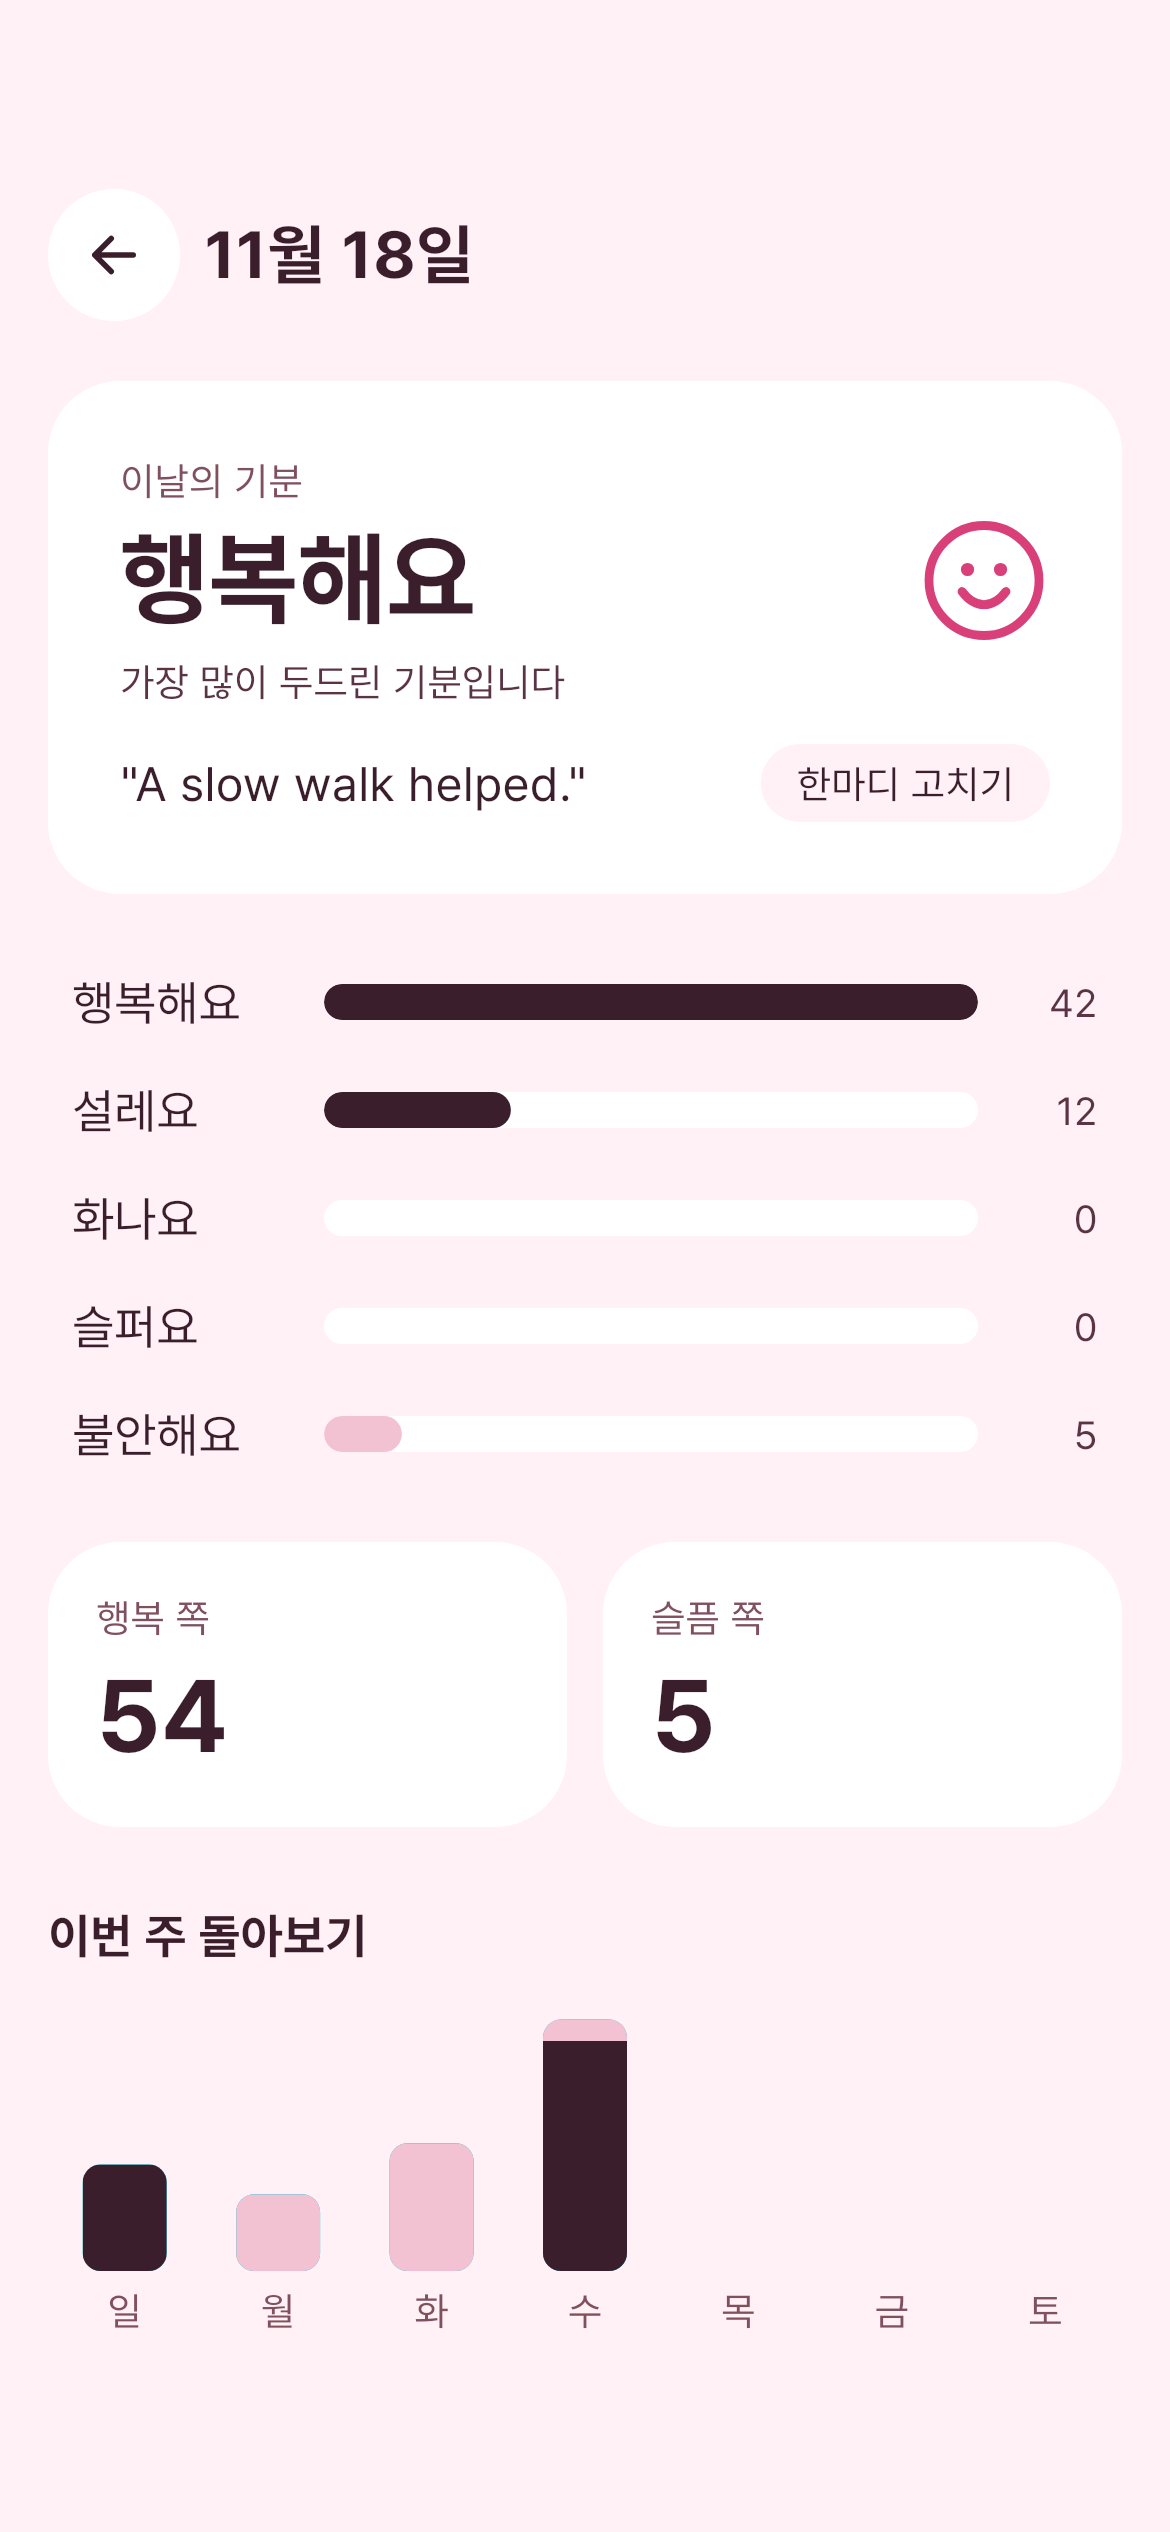 11월 18일
이날의 기분
행복해요
가장 많이 두드린 기분입니다
"A slow walk helped."
한마디 고치기
행복해요 42
설레요 12
화나요 0
슬퍼요 0
불안해요 5
행복 쪽
54
슬픔 쪽
5
이번 주 돌아보기
일 월 화 수 목 금 토